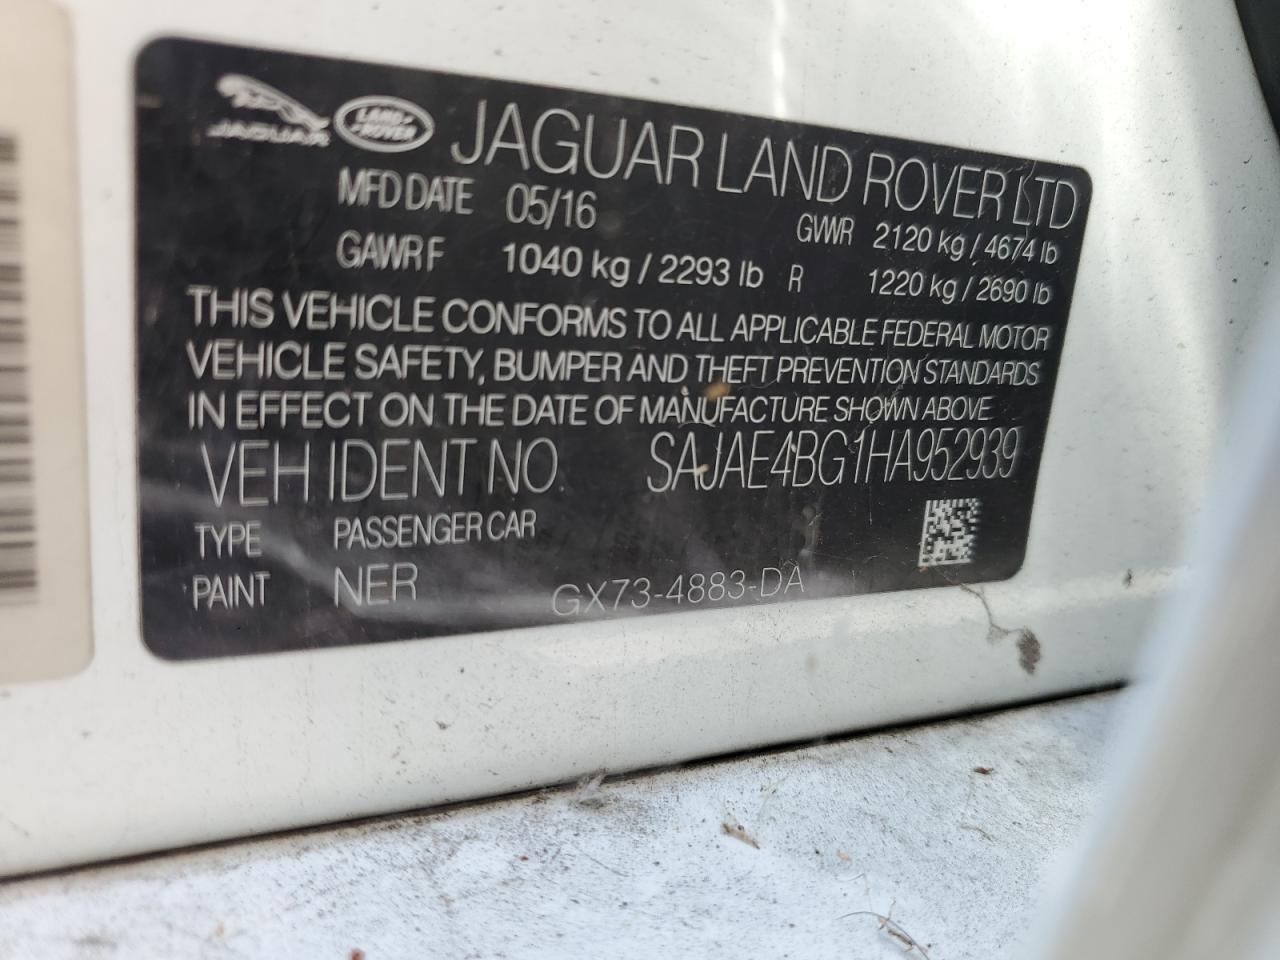 JAGUAR LAND ROVER JAGUAR LAND ROVER LTD
MFD DATE 05/16 GVWR 2120 kg / 4674 lb
GAWR F 1040 kg / 2293 lb R 1220 kg / 2690 lb
THIS VEHICLE CONFORMS TO ALL APPLICABLE FEDERAL MOTOR
VEHICLE SAFETY, BUMPER AND THEFT PREVENTION STANDARDS
IN EFFECT ON THE DATE OF MANUFACTURE SHOWN ABOVE
VEH IDENT NO. SAJAE4BG1HA952939
TYPE PASSENGER CAR
PAINT NER GX73-4883-DA